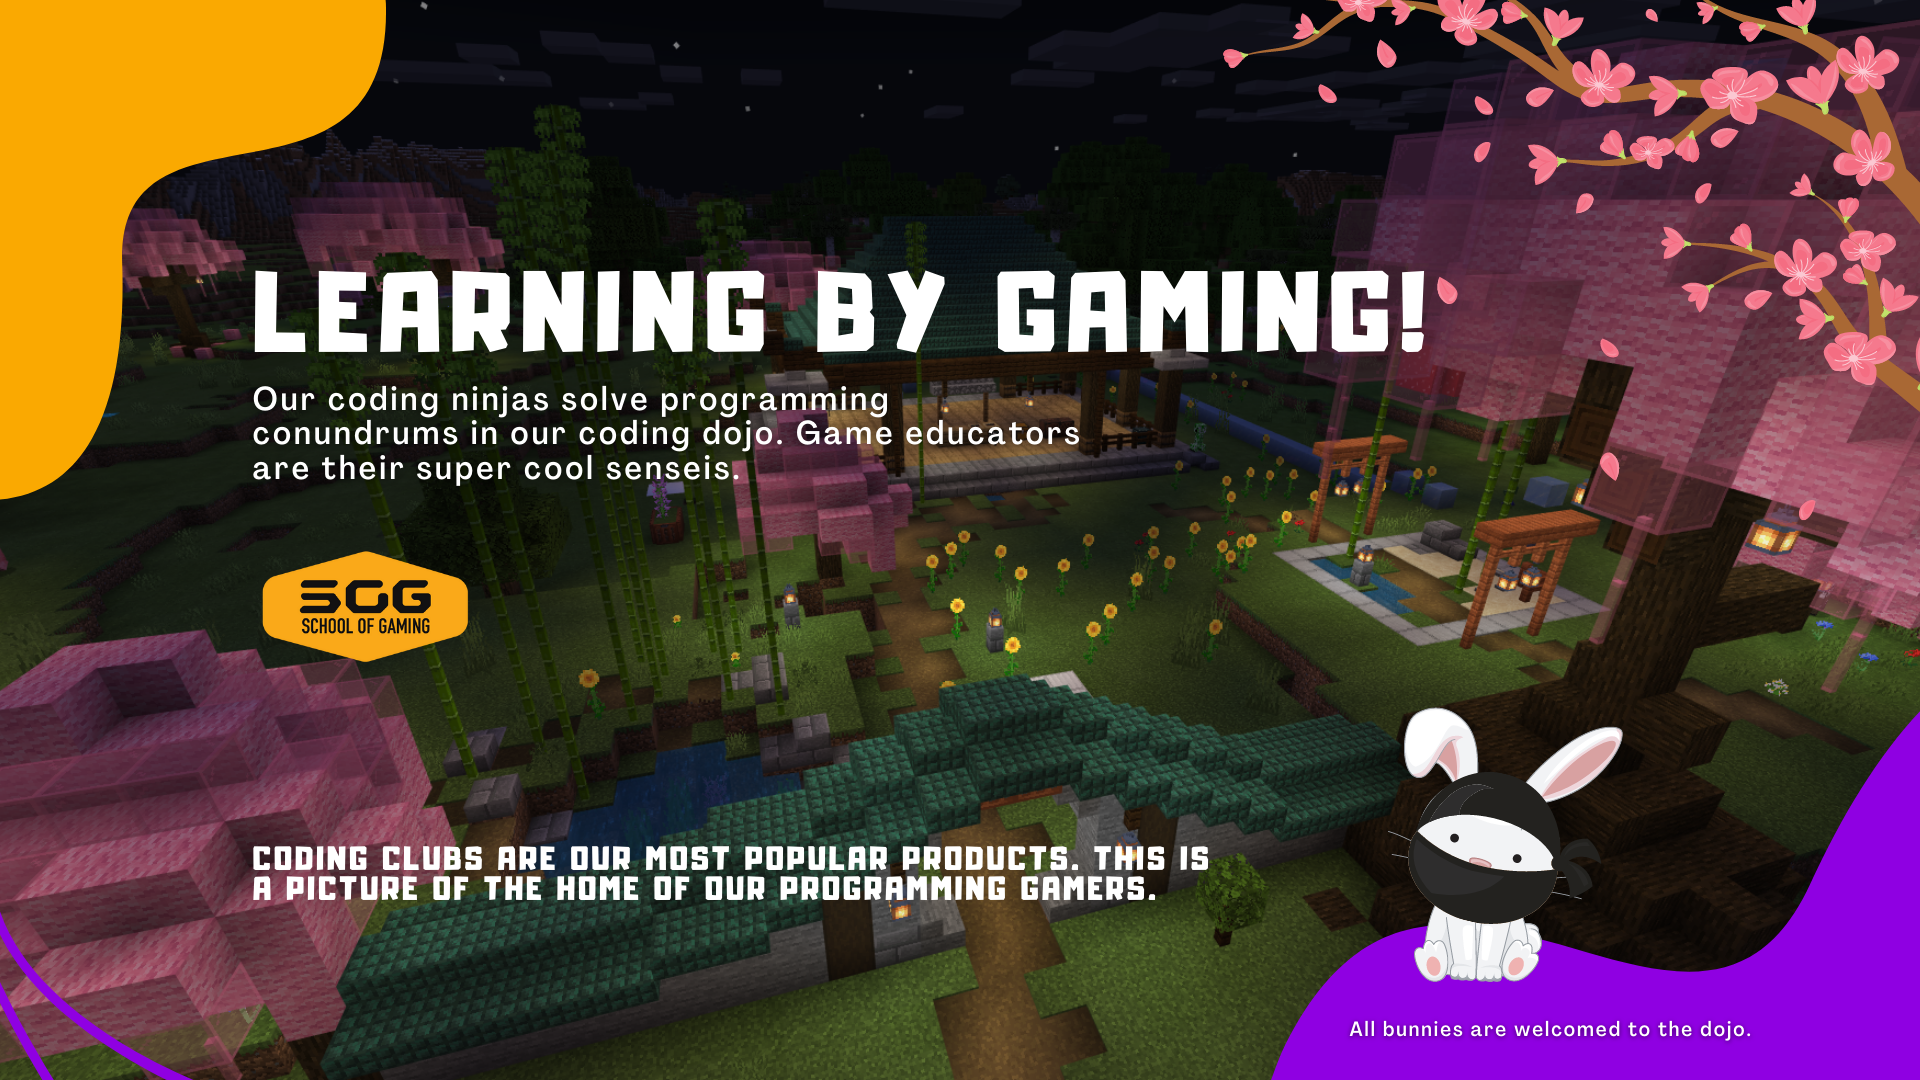 LEARNING BY GAMING!
Our coding ninjas solve programming
conundrums in our coding dojo. Game educators
are their super cool senseis.
SOG
SCHOOL OF GAMING
CODING CLUBS ARE OUR MOST POPULAR PRODUCTS. THIS IS
A PICTURE OF THE HOME OF OUR PROGRAMMING GAMERS.
All bunnies are welcomed to the dojo.